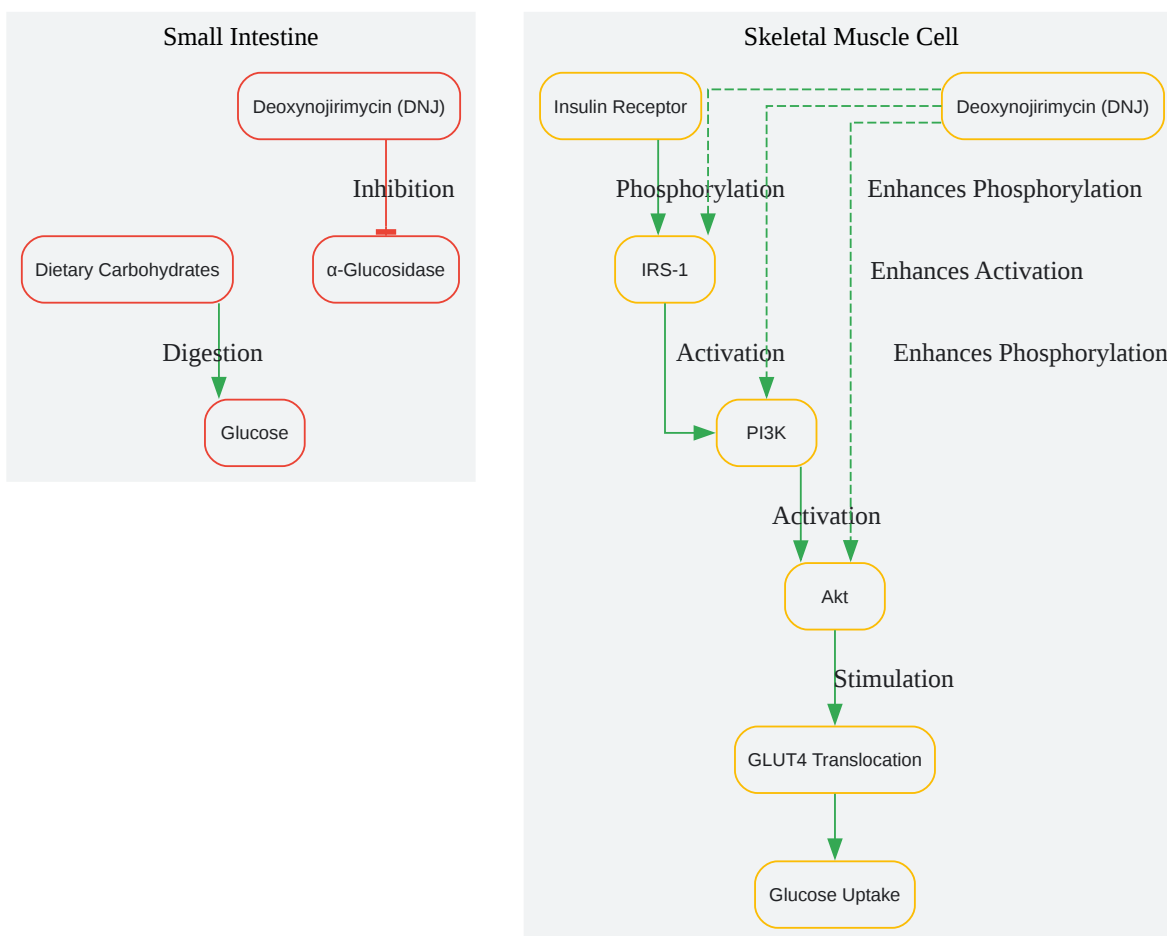 Small Intestine
Deoxynojirimycin (DNJ)
Inhibition
Dietary Carbohydrates
α-Glucosidase
Digestion
Glucose
Skeletal Muscle Cell
Insulin Receptor
Deoxynojirimycin (DNJ)
Phosphorylation
Enhances Phosphorylation
IRS-1
Enhances Activation
Activation
Enhances Phosphorylation
PI3K
Activation
Akt
Stimulation
GLUT4 Translocation
Glucose Uptake